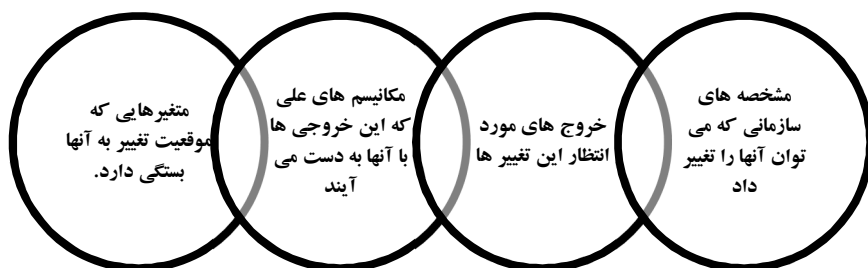 مشخصه های
سازمانی که می
توان آنها را تغییر
داد
خروج های مورد
انتظار این تغییر ها
مکانیسم های علی
که این خروجی ها
با آنها به دست می
آیند
متغیرهایی که
موقعیت تغییر به آنها
بستگی دارد.